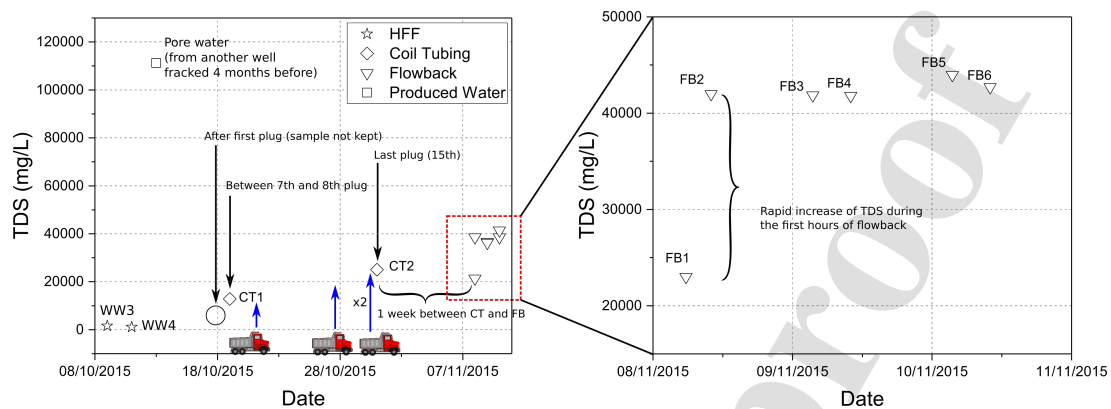 TDS (mg/L)
120000
100000
80000
60000
40000
20000
0
Pore water
(from another well
fracked 4 months before)
HFF
Coil Tubing
Flowback
Produced Water
After first plug (sample not kept)
Last plug (15th)
Between 7th and 8th plug
CT2
CT1
x2
WW3
WW4
1 week between CT and FB
08/10/2015
18/10/2015
28/10/2015
07/11/2015
Date
TDS (mg/L)
50000
40000
30000
20000
FB1
FB2
FB3
FB4
FB5
FB6
Rapid increase of TDS during
the first hours of flowback
08/11/2015
09/11/2015
10/11/2015
11/11/2015
Date
proof